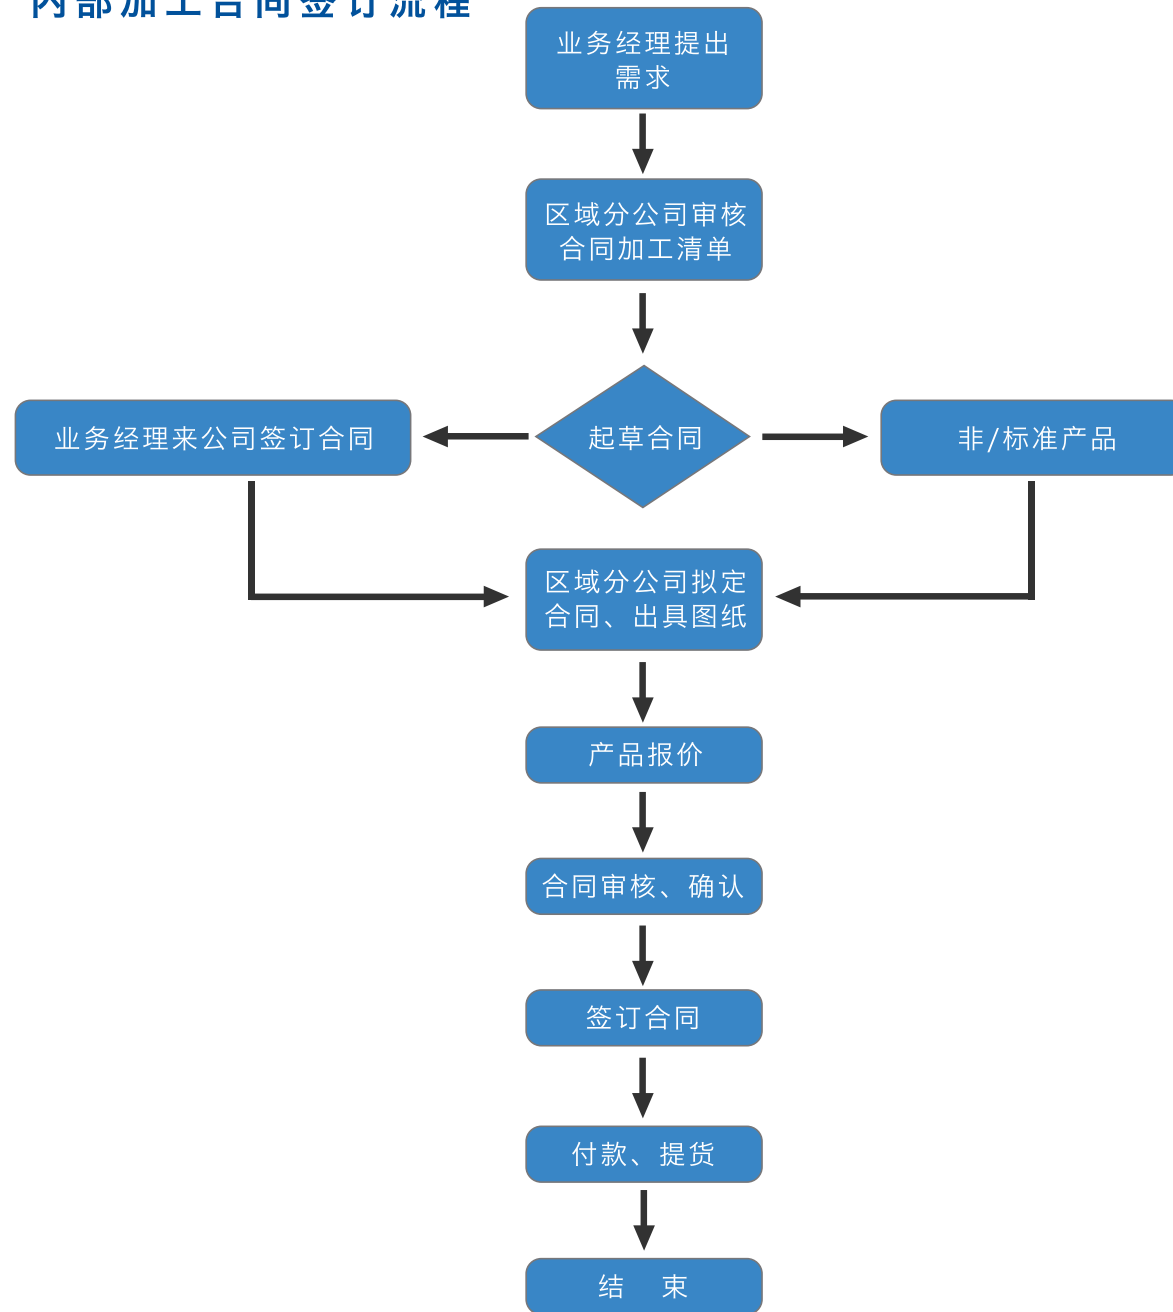 内部加工合同签订流程
业务经理提出
需求
区域分公司审核
合同加工清单
业务经理来公司签订合同
起草合同
非/标准产品
区域分公司拟定
合同、出具图纸
产品报价
合同审核、确认
签订合同
付款、提货
结 束